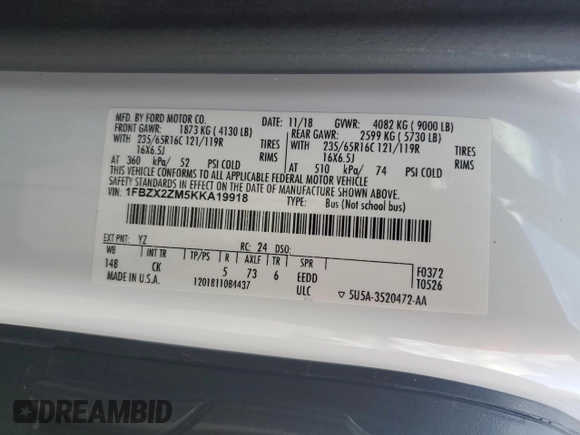 MFD. BY FORD MOTOR CO. DATE: 11/18 GVWR: 4082 KG ( 9000 LB)
FRONT GAWR: 1873 KG ( 4130 LB) REAR GAWR: 2599 KG ( 5730 LB)
WITH 235/65R16C 121/119R TIRES WITH 235/65R16C 121/119R TIRES
16X6.5J RIMS 16X6.5J RIMS
AT 360 kPa/ 52 PSI COLD AT 510 kPa/ 74 PSI COLD
THIS VEHICLE CONFORMS TO ALL APPLICABLE FEDERAL MOTOR VEHICLE
SAFETY STANDARDS IN EFFECT ON THE DATE OF MANUFACTURE SHOWN ABOVE.
VIN: 1FBZX2ZM5KKA19918 TYPE: Bus (Not school bus)
EXT PNT: YZ RC: 24 DSO:
WB INT TR TP/PS R AXLE TR SPR F0372
148 CK 5 73 6 EEDD T0526
ULC
MADE IN U.S.A. 1201811084437 ▽ 5U5A-3520472-AA
DREAMBID